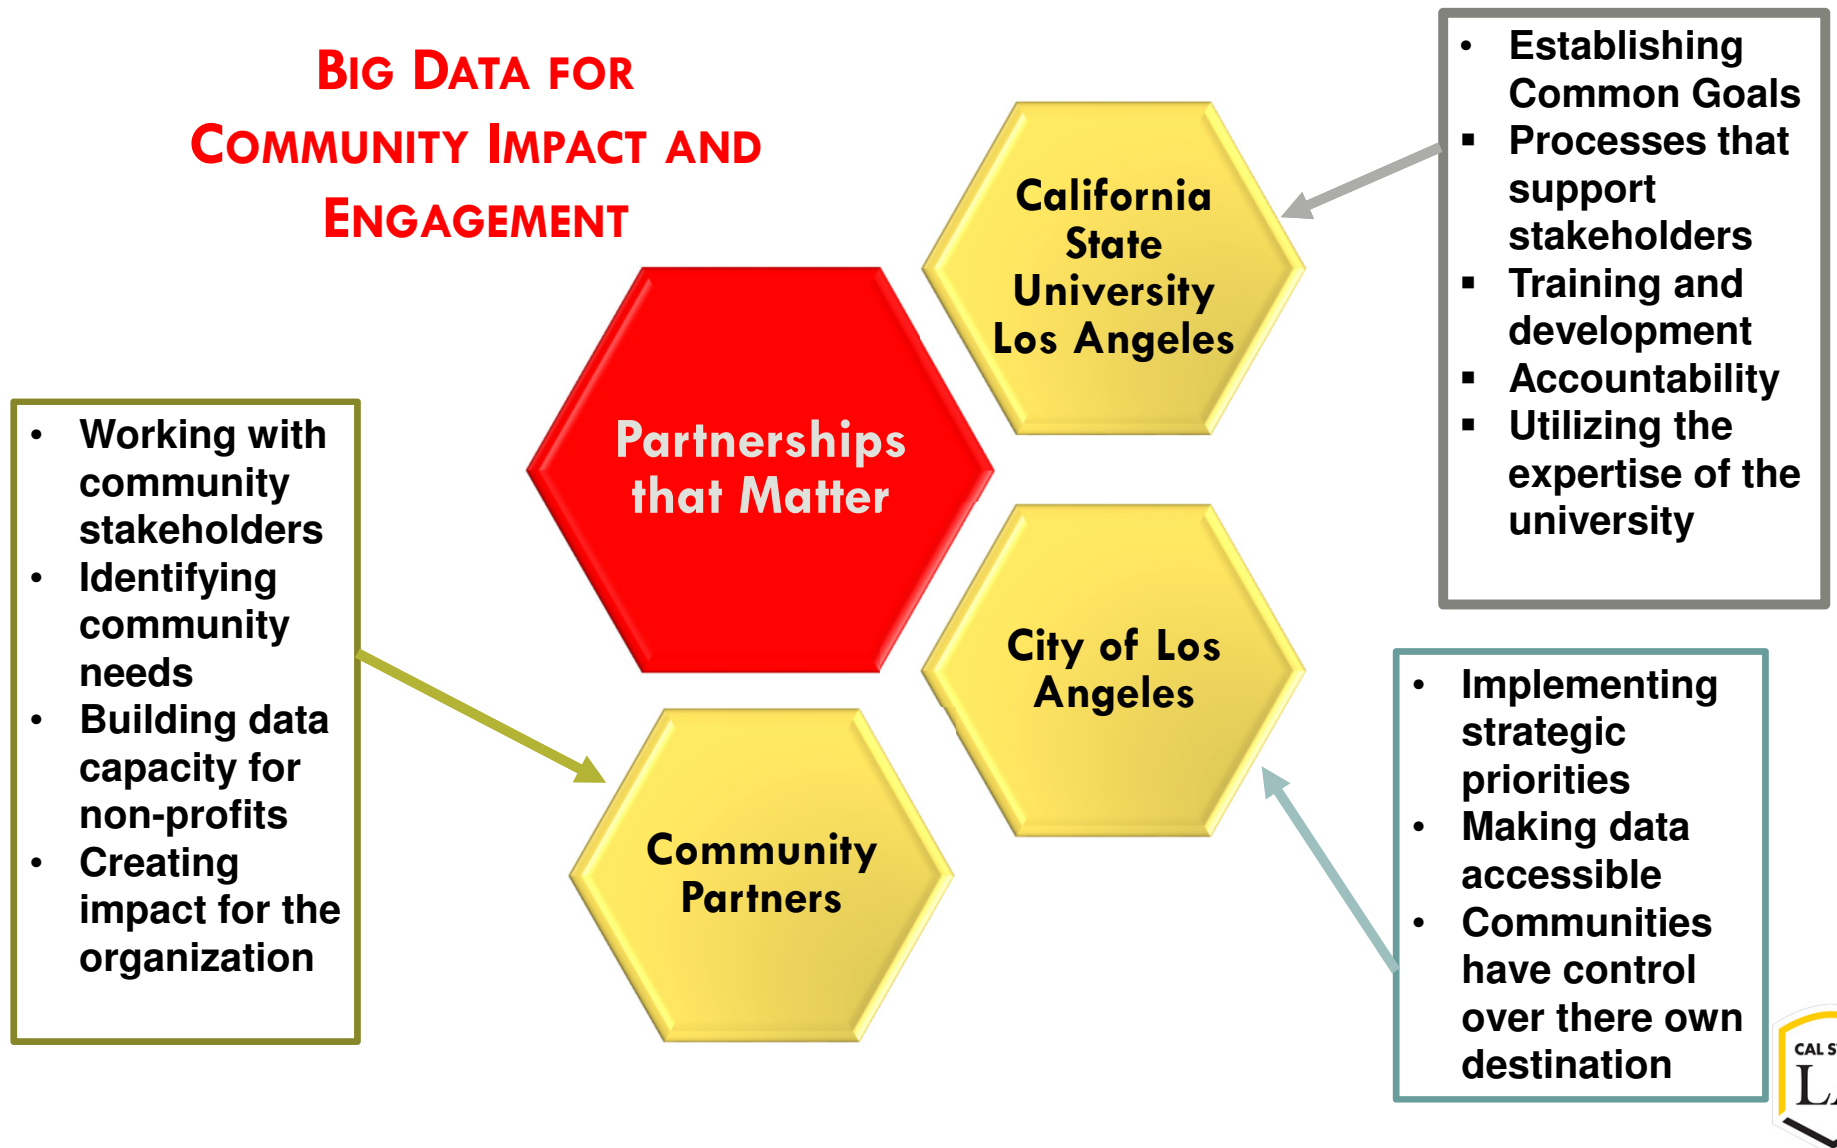 BIG DATA FOR
COMMUNITY IMPACT AND
ENGAGEMENT
California
State
University
Los Angeles
• Establishing
Common Goals
▪ Processes that
support
stakeholders
▪ Training and
development
▪ Accountability
▪ Utilizing the
expertise of the
university
Partnerships
that Matter
• Working with
community
stakeholders
• Identifying
community
needs
• Building data
capacity for
non-profits
• Creating
impact for the
organization
City of Los
Angeles
• Implementing
strategic
priorities
• Making data
accessible
• Communities
have control
over there own
destination
Community
Partners
CAL S
LA